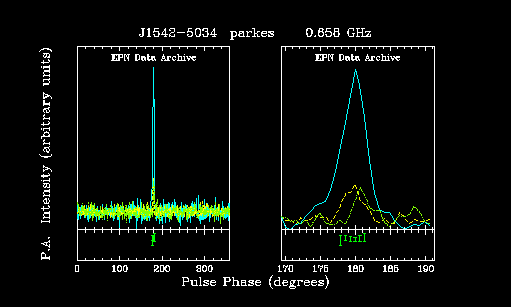 J1542-5034 parkes 0.658 GHz
EPN Data Archive
EPN Data Archive
P.A. Intensity (arbitrary units)
0 100 200 300
170 175 180 185 190
Pulse Phase (degrees)